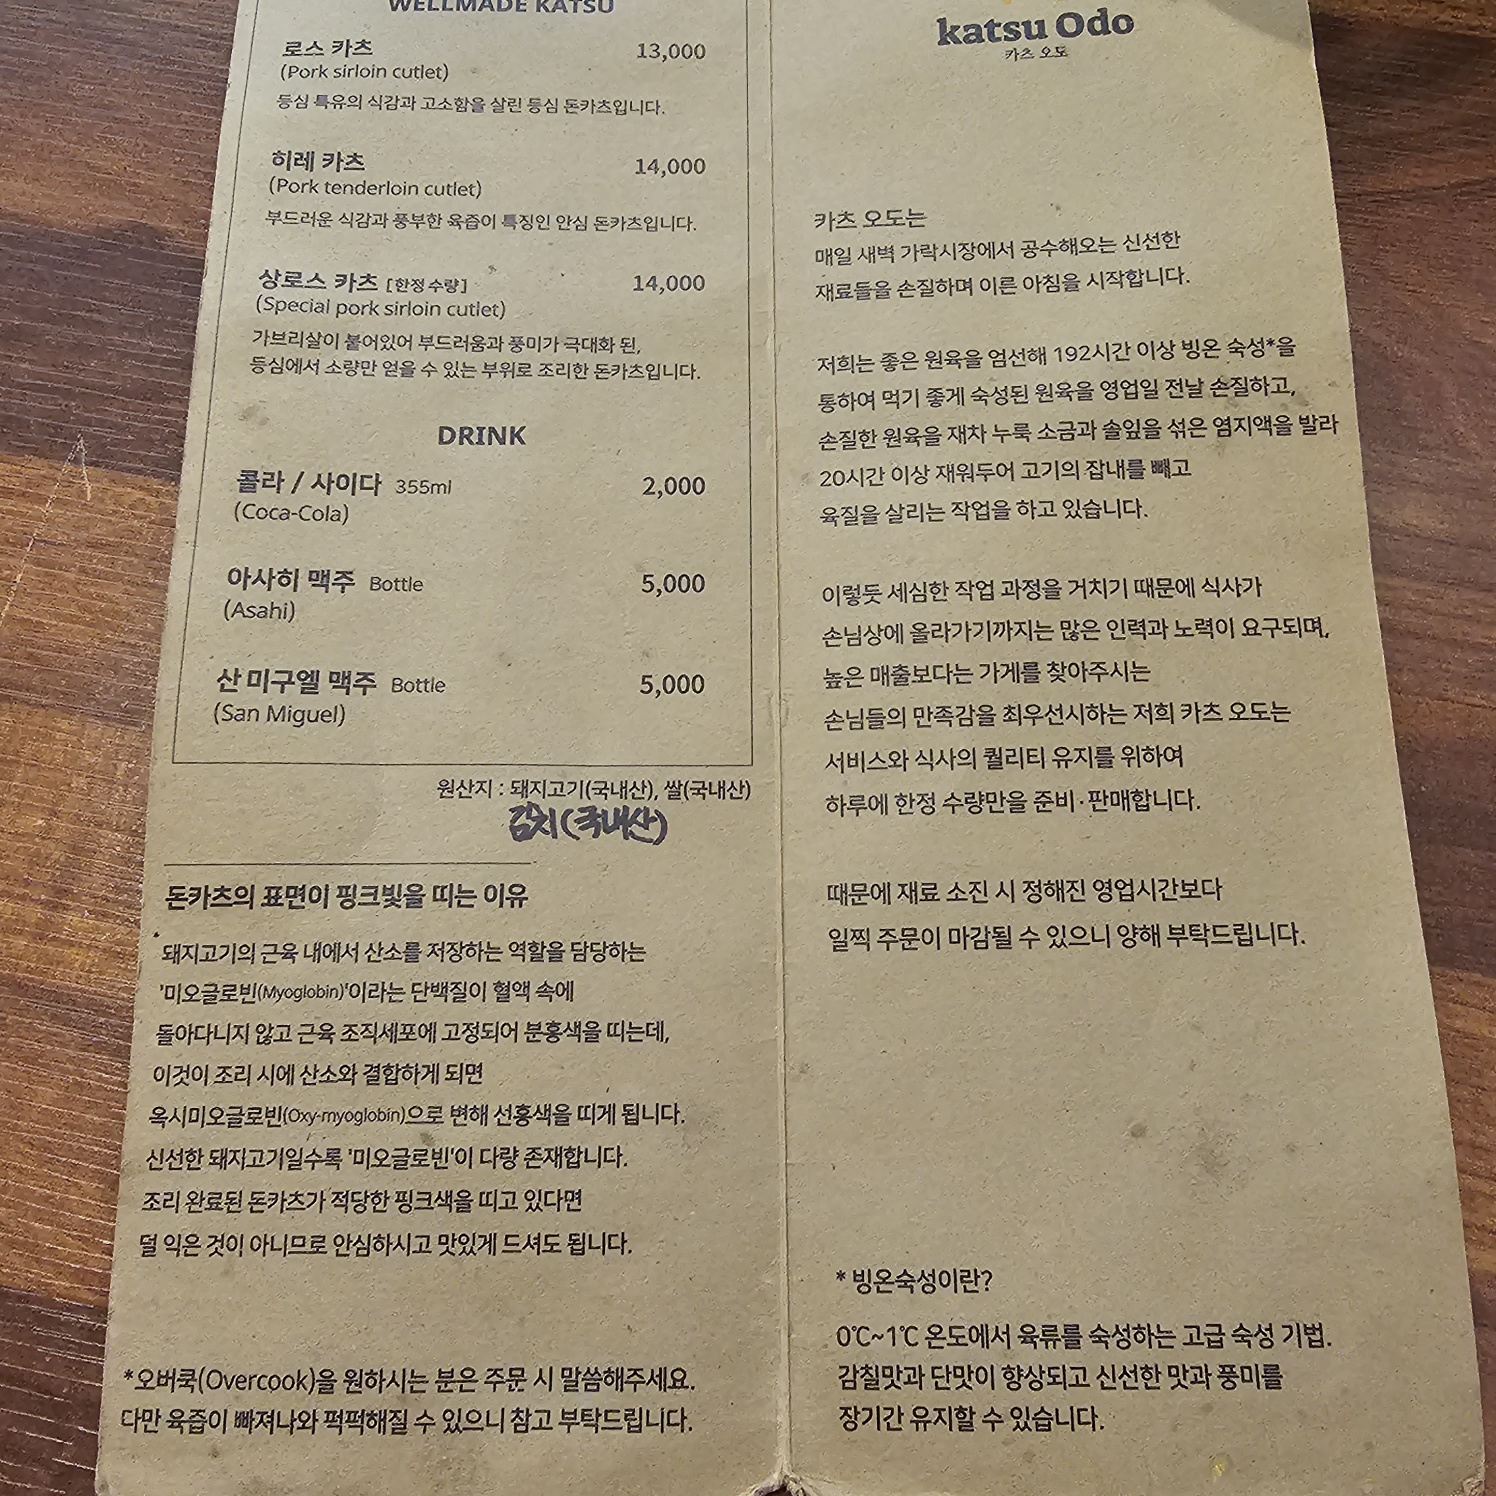 WELLMADE KATSU
로스 카츠 13,000
(Pork sirloin cutlet)
등심 특유의 식감과 고소함을 살린 등심 돈카츠입니다.
히레 카츠 14,000
(Pork tenderloin cutlet)
부드러운 식감과 풍부한 육즙이 특징인 안심 돈카츠입니다.
상로스 카츠 [한정 수량] 14,000
(Special pork sirloin cutlet)
가브리살이 붙어있어 부드러움과 풍미가 극대화 된,
등심에서 소량만 얻을 수 있는 부위로 조리한 돈카츠입니다.
DRINK
콜라 / 사이다 355ml 2,000
(Coca-Cola)
아사히 맥주 Bottle 5,000
(Asahi)
산 미구엘 맥주 Bottle 5,000
(San Miguel)
원산지 : 돼지고기(국내산), 쌀(국내산)
김치(국내산)
돈카츠의 표면이 핑크빛을 띠는 이유
돼지고기의 근육 내에서 산소를 저장하는 역할을 담당하는
'미오글로빈(Myoglobin)'이라는 단백질이 혈액 속에
돌아다니지 않고 근육 조직세포에 고정되어 분홍색을 띠는데,
이것이 조리 시에 산소와 결합하게 되면
옥시미오글로빈(Oxy-myoglobin)으로 변해 선홍색을 띠게 됩니다.
신선한 돼지고기일수록 '미오글로빈'이 다량 존재합니다.
조리 완료된 돈카츠가 적당한 핑크색을 띠고 있다면
덜 익은 것이 아니므로 안심하시고 맛있게 드셔도 됩니다.
*오버쿡(Overcook)을 원하시는 분은 주문 시 말씀해주세요.
다만 육즙이 빠져나와 퍽퍽해질 수 있으니 참고 부탁드립니다.
katsu Odo
카츠 오도
카츠 오도는
매일 새벽 가락시장에서 공수해오는 신선한
재료들을 손질하며 이른 아침을 시작합니다.
저희는 좋은 원육을 엄선해 192시간 이상 빙온 숙성*을
통하여 먹기 좋게 숙성된 원육을 영업일 전날 손질하고,
손질한 원육을 재차 누룩 소금과 솔잎을 섞은 염지액을 발라
20시간 이상 재워두어 고기의 잡내를 빼고
육질을 살리는 작업을 하고 있습니다.
이렇듯 세심한 작업 과정을 거치기 때문에 식사가
손님상에 올라가기까지는 많은 인력과 노력이 요구되며,
높은 매출보다는 가게를 찾아주시는
손님들의 만족감을 최우선시하는 저희 카츠 오도는
서비스와 식사의 퀄리티 유지를 위하여
하루에 한정 수량만을 준비·판매합니다.
때문에 재료 소진 시 정해진 영업시간보다
일찍 주문이 마감될 수 있으니 양해 부탁드립니다.
* 빙온숙성이란?
0℃~1℃ 온도에서 육류를 숙성하는 고급 숙성 기법.
감칠맛과 단맛이 향상되고 신선한 맛과 풍미를
장기간 유지할 수 있습니다.